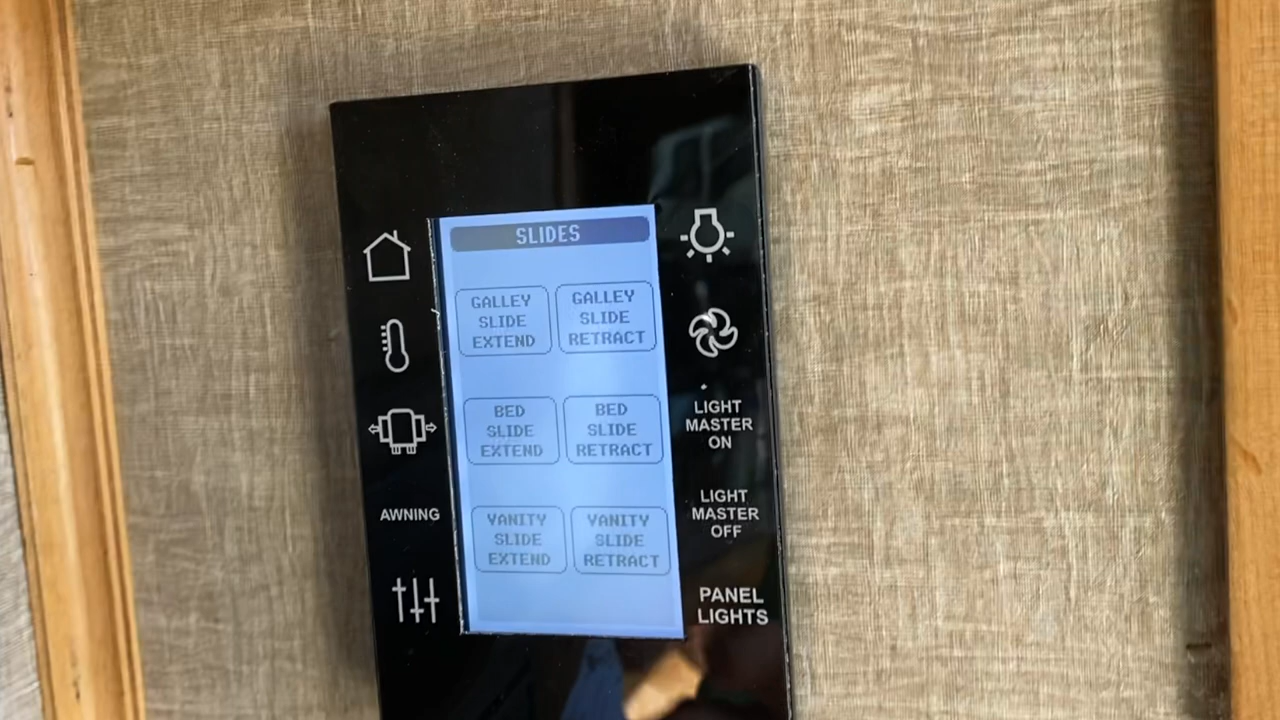 SLIDES
GALLEY
SLIDE
EXTEND
GALLEY
SLIDE
RETRACT
BED
SLIDE
EXTEND
BED
SLIDE
RETRACT
VANITY
SLIDE
EXTEND
VANITY
SLIDE
RETRACT
AWNING
LIGHT
MASTER
ON
LIGHT
MASTER
OFF
PANEL
LIGHTS